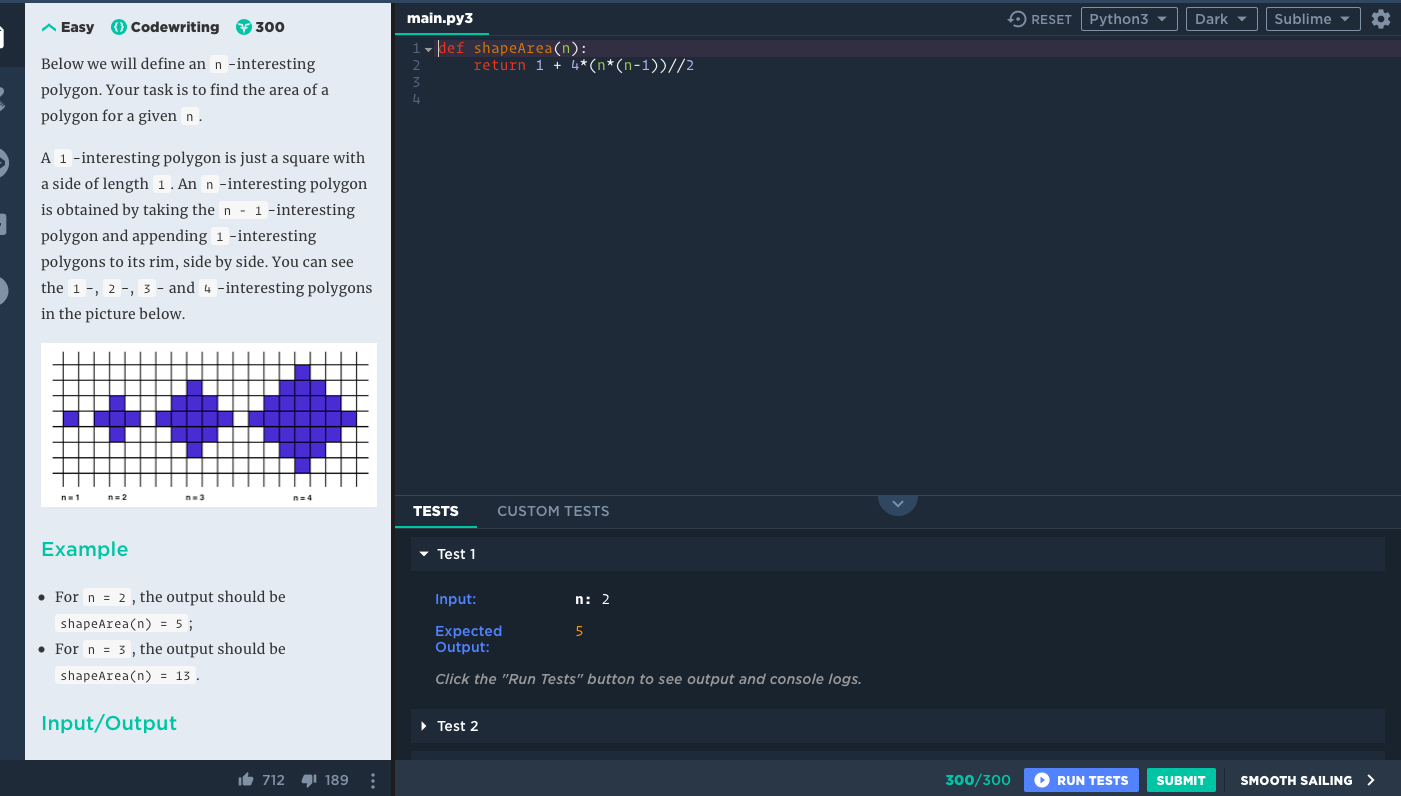 Easy Codewriting 300
Below we will define an n -interesting
polygon. Your task is to find the area of a
polygon for a given n .
A 1 -interesting polygon is just a square with
a side of length 1 . An n -interesting polygon
is obtained by taking the n - 1 -interesting
polygon and appending 1 -interesting
polygons to its rim, side by side. You can see
the 1 -, 2 -, 3 - and 4 -interesting polygons
in the picture below.
n = 1 n = 2 n = 3 n = 4
Example
For n = 2 , the output should be
shapeArea(n) = 5 ;
For n = 3 , the output should be
shapeArea(n) = 13 .
Input/Output
712 189
main.py3
RESET Python3 Dark Sublime
1 def shapeArea(n):
2 return 1 + 4*(n*(n-1))//2
3
4
TESTS CUSTOM TESTS
Test 1
Input: n: 2
Expected 5
Output:
Click the "Run Tests" button to see output and console logs.
Test 2
300/300 RUN TESTS SUBMIT SMOOTH SAILING